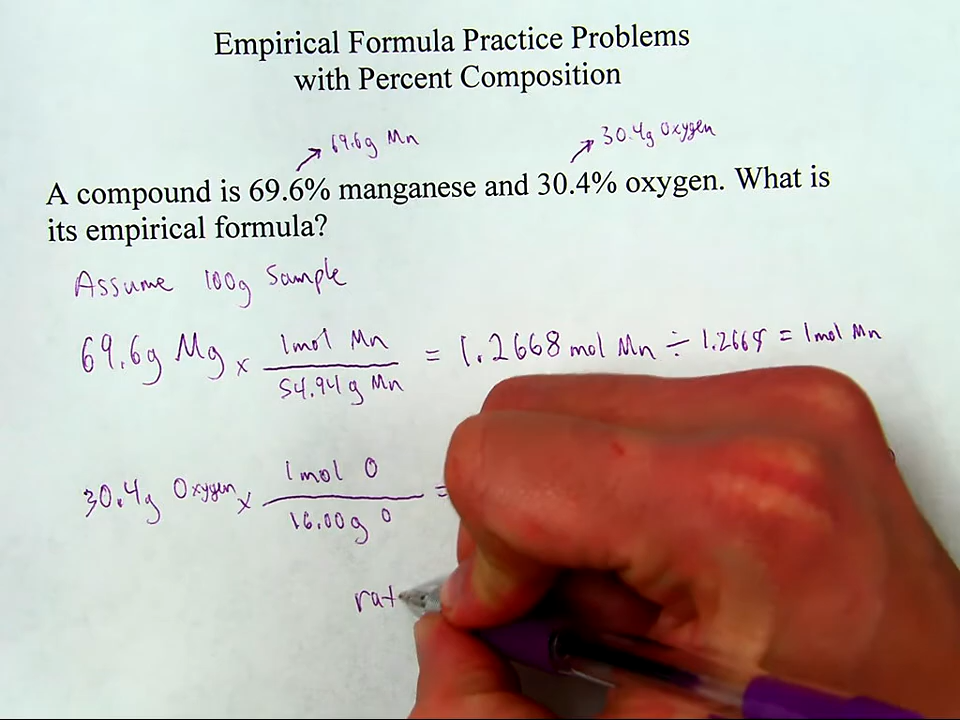 Empirical Formula Practice Problems
with Percent Composition
69.6g Mn
30.4g Oxygen
A compound is 69.6% manganese and 30.4% oxygen. What is
its empirical formula?
Assume 100g Sample
69.6g Mg x 1mol Mn / 54.94g Mn = 1.2668 mol Mn ÷ 1.2668 = 1mol Mn
30.4g Oxygen x 1mol O / 16.00g O =
rat